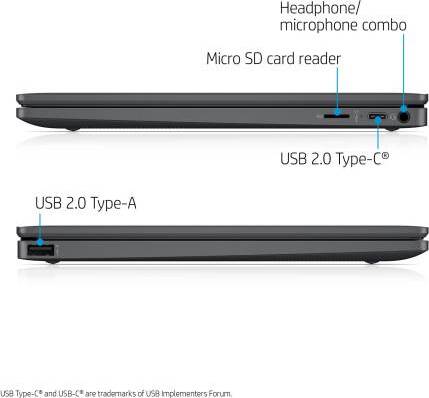 Headphone/
microphone combo
Micro SD card reader
USB 2.0 Type-C®
USB 2.0 Type-A
USB Type-C® and USB-C® are trademarks of USB Implementers Forum.